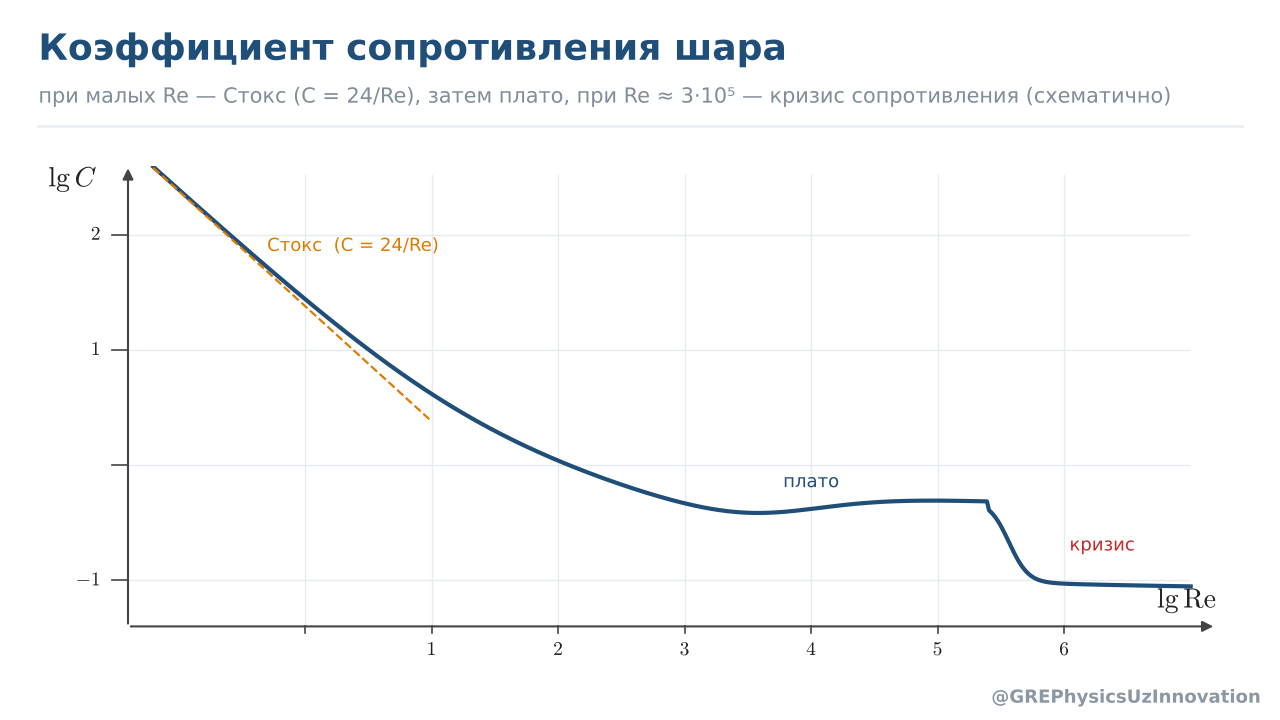 Коэффициент сопротивления шара
при малых Re — Стокс (C = 24/Re), затем плато, при Re ≈ 3·10⁵ — кризис сопротивления (схематично)
lg C
2
Стокс (C = 24/Re)
1
плато
кризис
−1
lg Re
1 2 3 4 5 6
@GREPhysicsUzInnovation